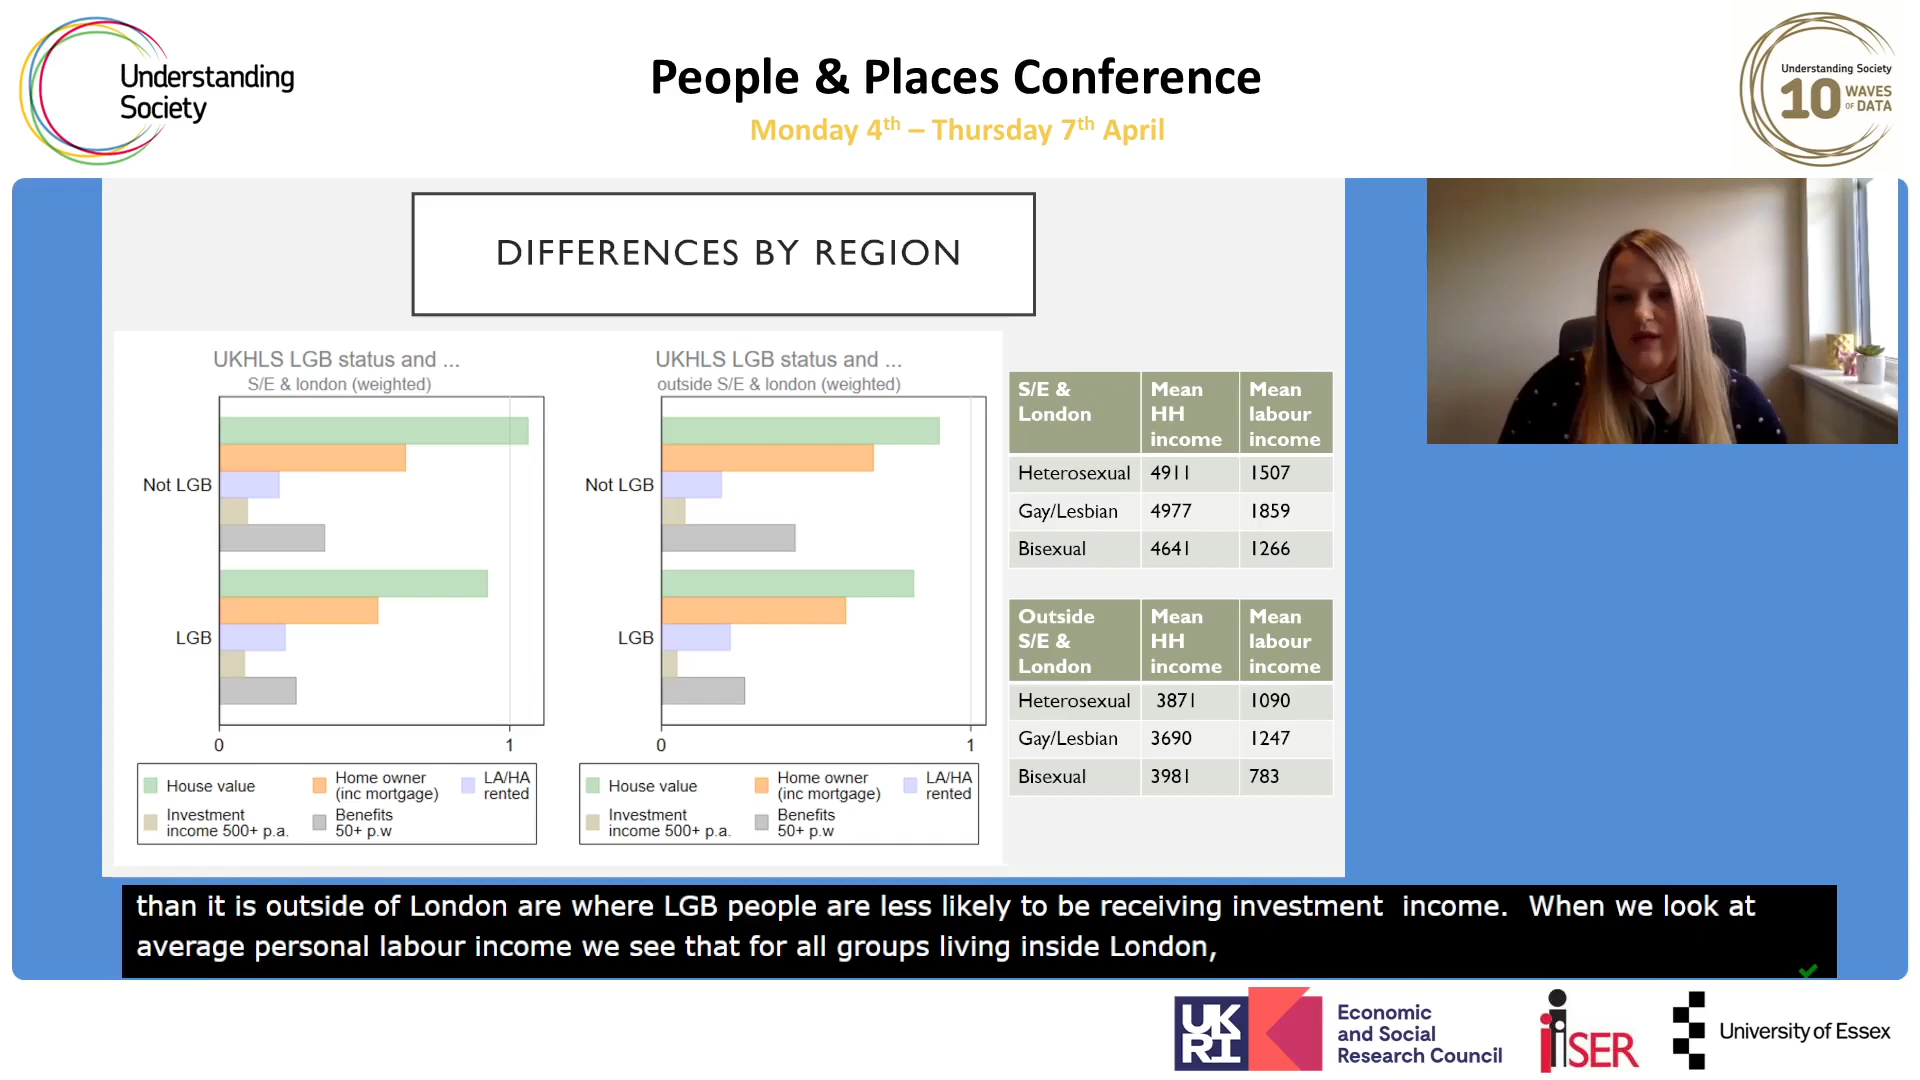 Understanding
Society
People & Places Conference
Monday 4th – Thursday 7th April
Understanding Society
10 WAVES
OF DATA
DIFFERENCES BY REGION
UKHLS LGB status and ...
S/E & london (weighted)
Not LGB
LGB
0 1
House value
Home owner
(inc mortgage)
LA/HA
rented
Investment
income 500+ p.a.
Benefits
50+ p.w
UKHLS LGB status and ...
outside S/E & london (weighted)
Not LGB
LGB
0 1
House value
Home owner
(inc mortgage)
LA/HA
rented
Investment
income 500+ p.a.
Benefits
50+ p.w
S/E &
London
Mean
HH
income
Mean
labour
income
Heterosexual 4911 1507
Gay/Lesbian 4977 1859
Bisexual 4641 1266
Outside
S/E &
London
Mean
HH
income
Mean
labour
income
Heterosexual 3871 1090
Gay/Lesbian 3690 1247
Bisexual 3981 783
than it is outside of London are where LGB people are less likely to be receiving investment income. When we look at
average personal labour income we see that for all groups living inside London,
UK
RI
Economic
and Social
Research Council
iSER
University of Essex